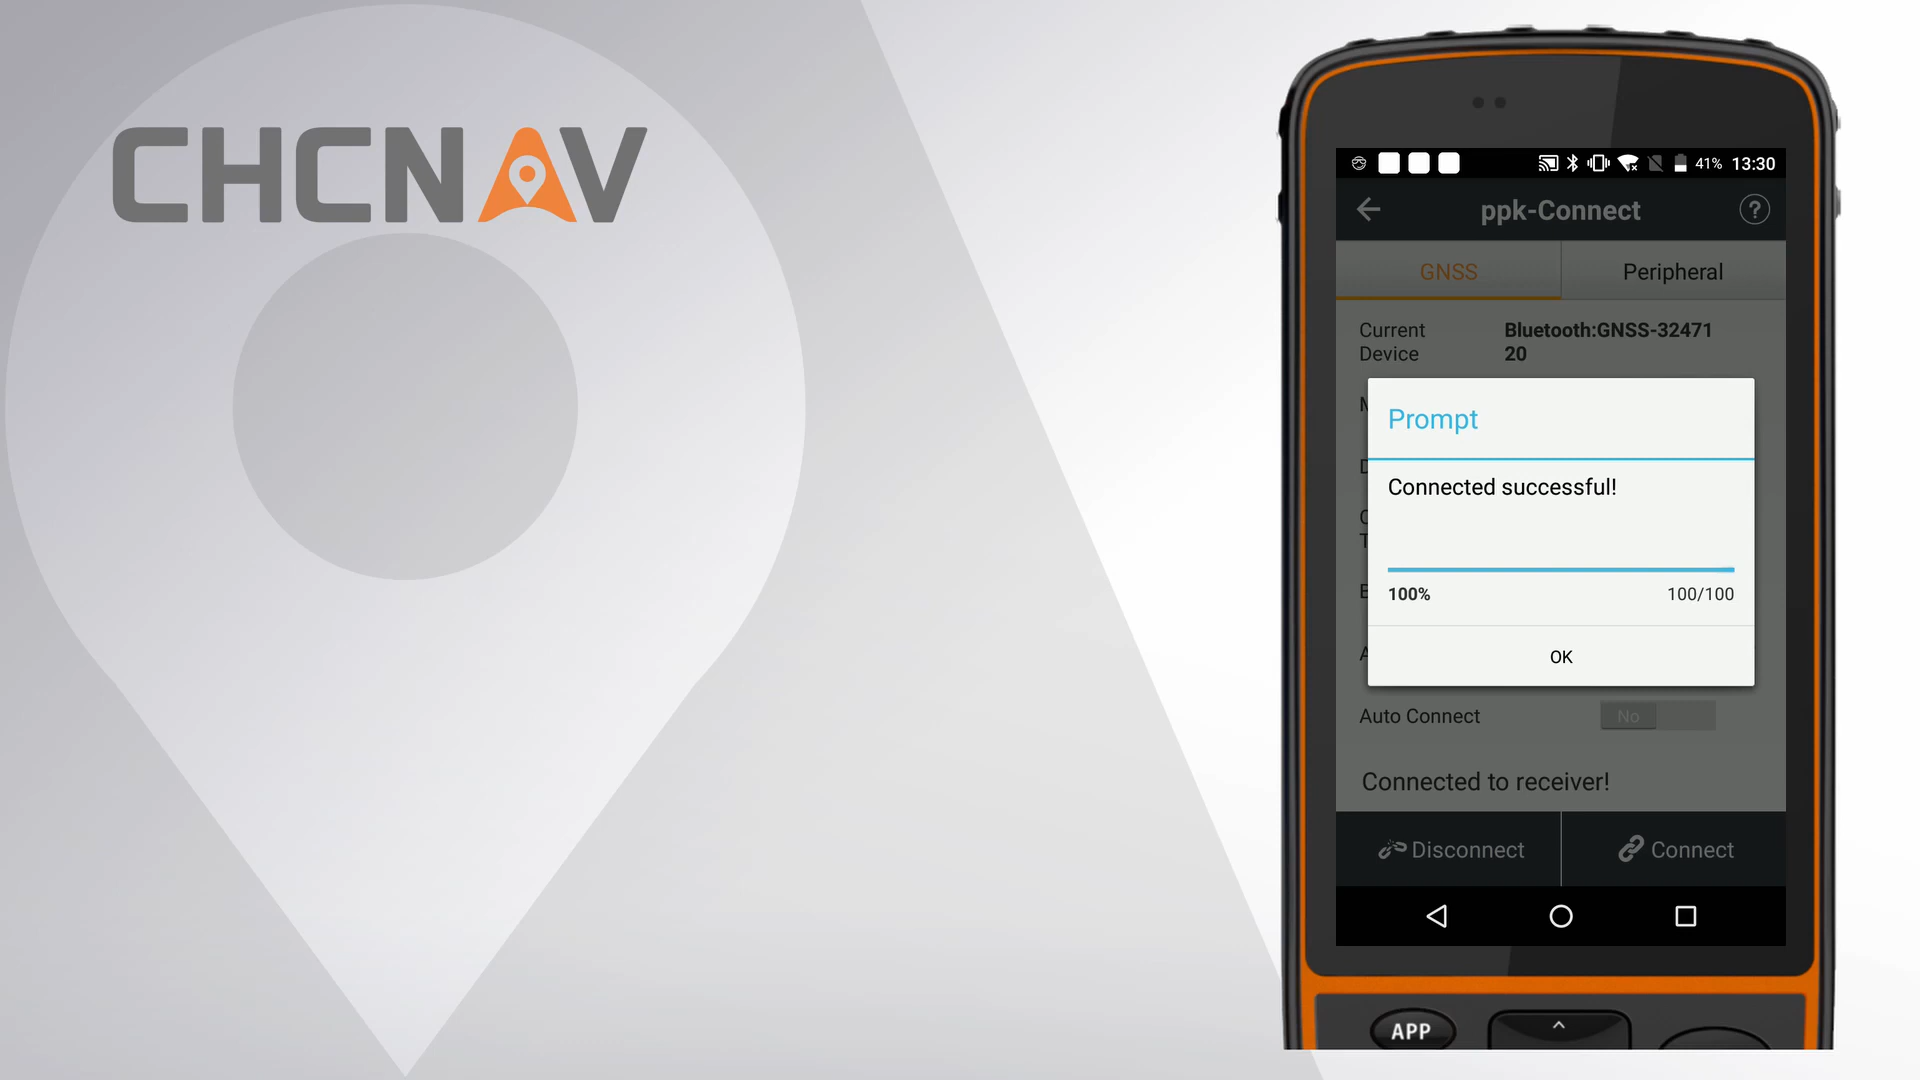 CHCNAV
41% 13:30
ppk-Connect
?
GNSS Peripheral
Current Device Bluetooth:GNSS-32471
20
Prompt
Connected successful!
100% 100/100
OK
Auto Connect No
Connected to receiver!
Disconnect Connect
APP